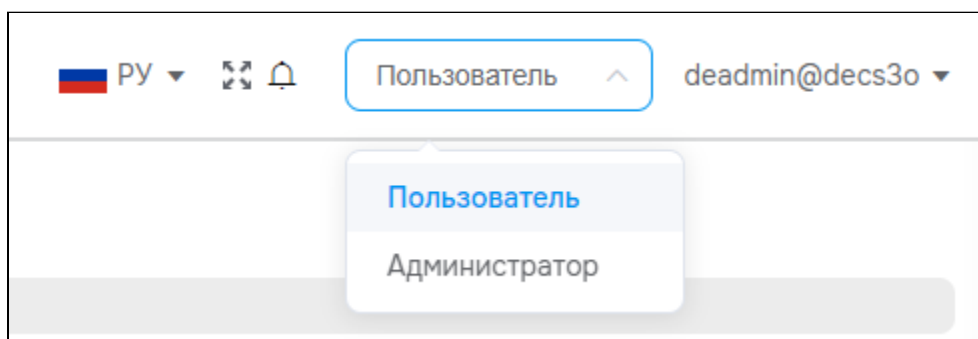 РУ Пользователь deadmin@decs3o
Пользователь
Администратор